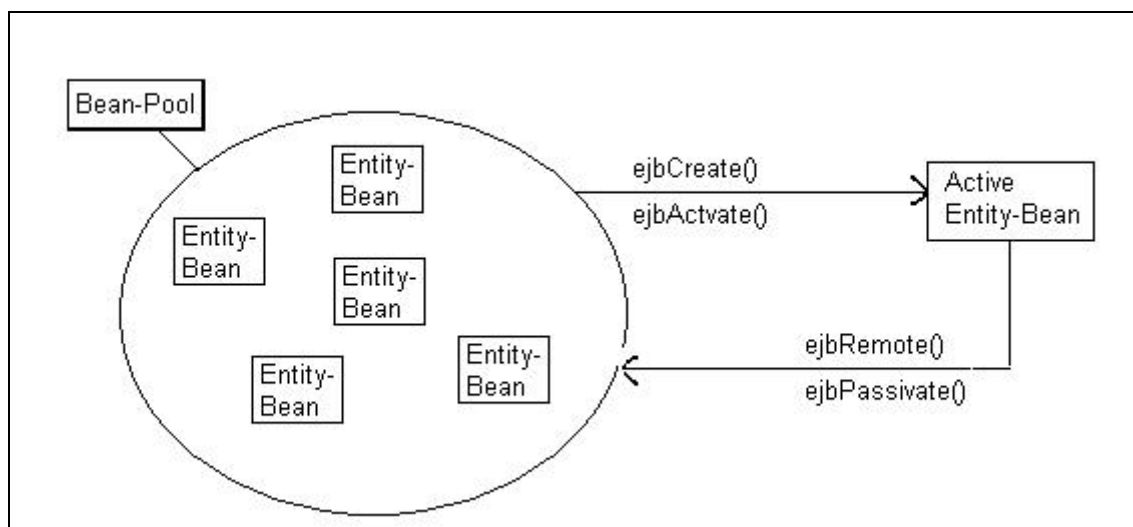 Bean-Pool
Entity-
Bean
Entity-
Bean
Entity-
Bean
Entity-
Bean
Entity-
Bean
ejbCreate()
ejbActvate()
Active
Entity-Bean
ejbRemote()
ejbPassivate()